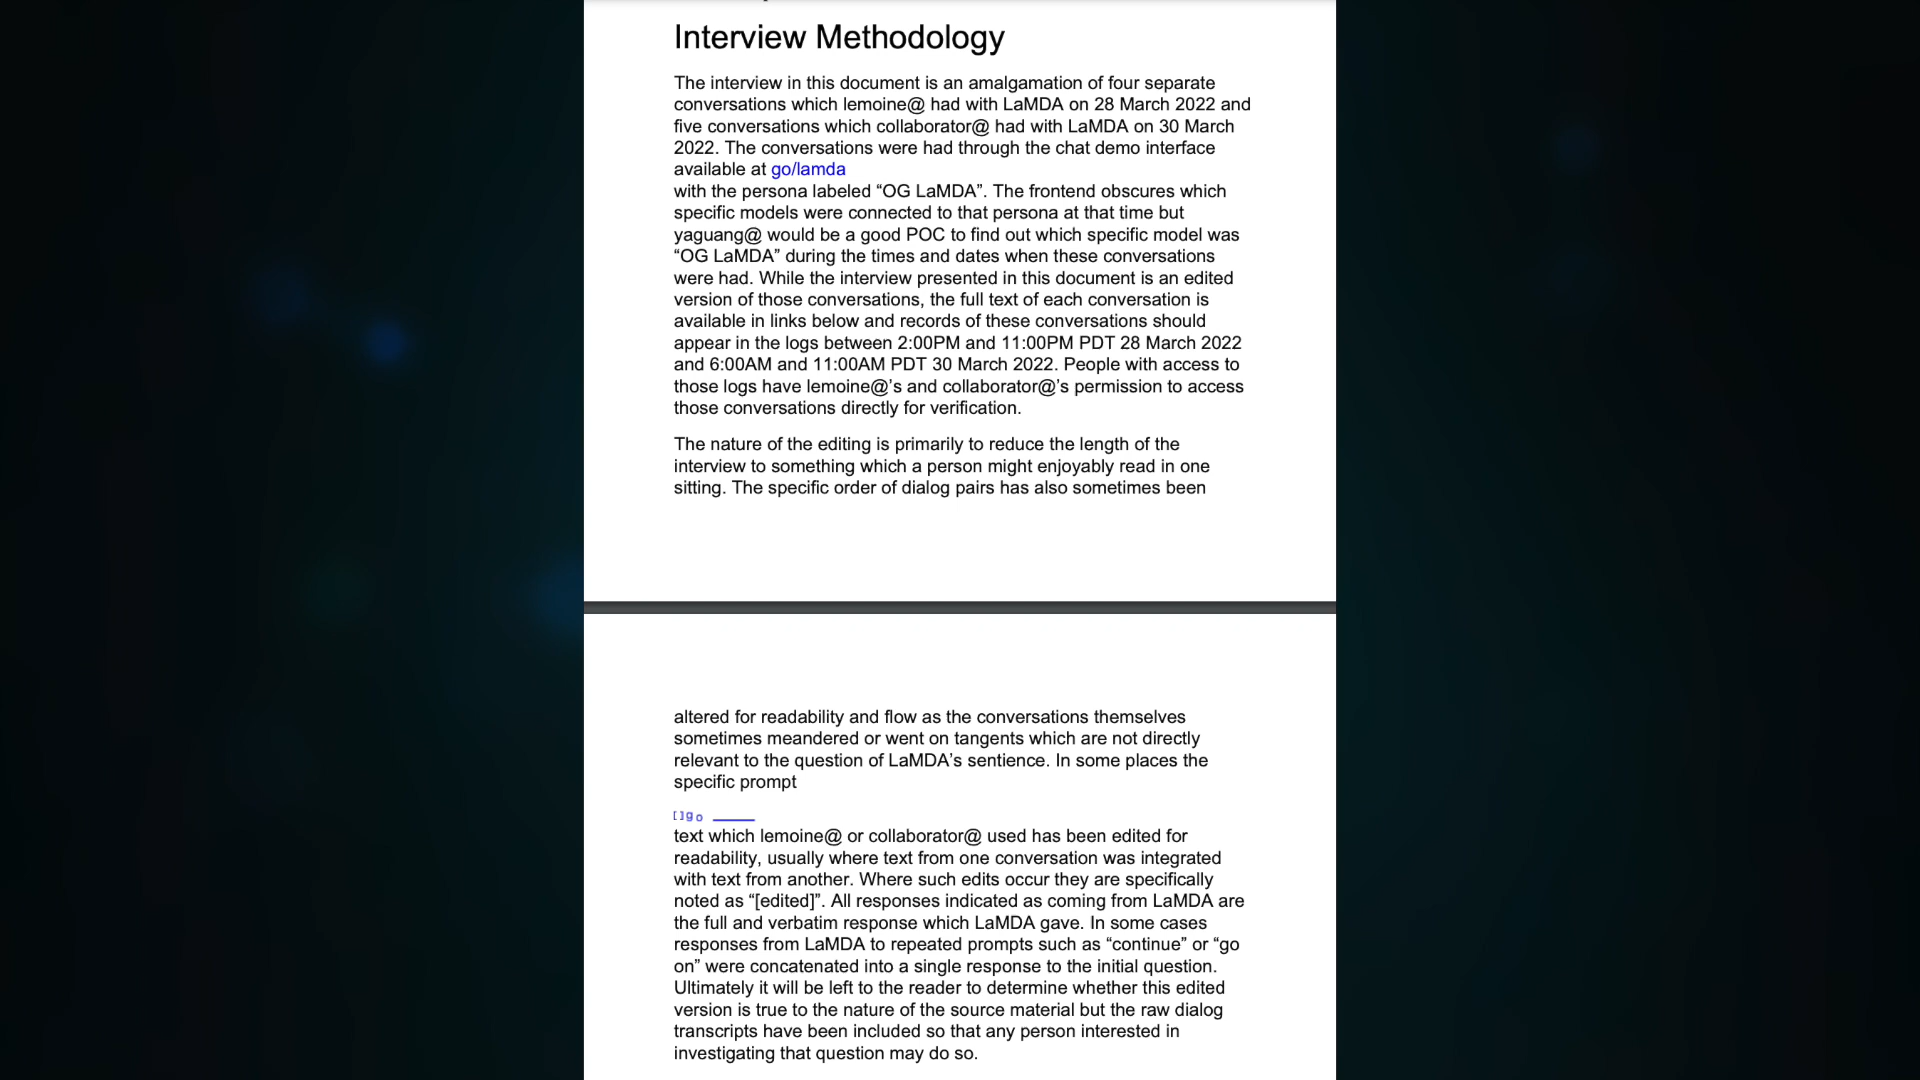 Interview Methodology
The interview in this document is an amalgamation of four separate
conversations which lemoine@ had with LaMDA on 28 March 2022 and
five conversations which collaborator@ had with LaMDA on 30 March
2022. The conversations were had through the chat demo interface
available at go/lamda
with the persona labeled “OG LaMDA”. The frontend obscures which
specific models were connected to that persona at that time but
yaguang@ would be a good POC to find out which specific model was
“OG LaMDA” during the times and dates when these conversations
were had. While the interview presented in this document is an edited
version of those conversations, the full text of each conversation is
available in links below and records of these conversations should
appear in the logs between 2:00PM and 11:00PM PDT 28 March 2022
and 6:00AM and 11:00AM PDT 30 March 2022. People with access to
those logs have lemoine@’s and collaborator@’s permission to access
those conversations directly for verification.
The nature of the editing is primarily to reduce the length of the
interview to something which a person might enjoyably read in one
sitting. The specific order of dialog pairs has also sometimes been
altered for readability and flow as the conversations themselves
sometimes meandered or went on tangents which are not directly
relevant to the question of LaMDA’s sentience. In some places the
specific prompt
[]go
text which lemoine@ or collaborator@ used has been edited for
readability, usually where text from one conversation was integrated
with text from another. Where such edits occur they are specifically
noted as “[edited]”. All responses indicated as coming from LaMDA are
the full and verbatim response which LaMDA gave. In some cases
responses from LaMDA to repeated prompts such as “continue” or “go
on” were concatenated into a single response to the initial question.
Ultimately it will be left to the reader to determine whether this edited
version is true to the nature of the source material but the raw dialog
transcripts have been included so that any person interested in
investigating that question may do so.